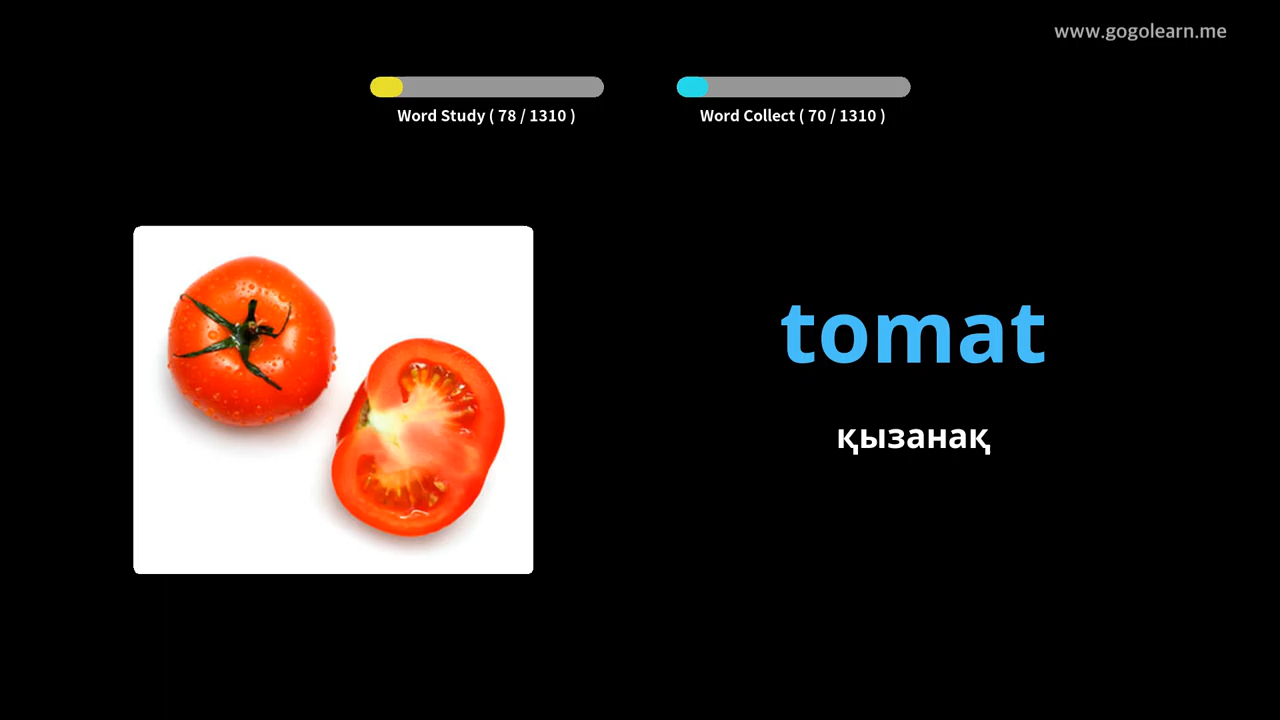 www.gogolearn.me
Word Study ( 78 / 1310 )
Word Collect ( 70 / 1310 )
tomat
қызанақ